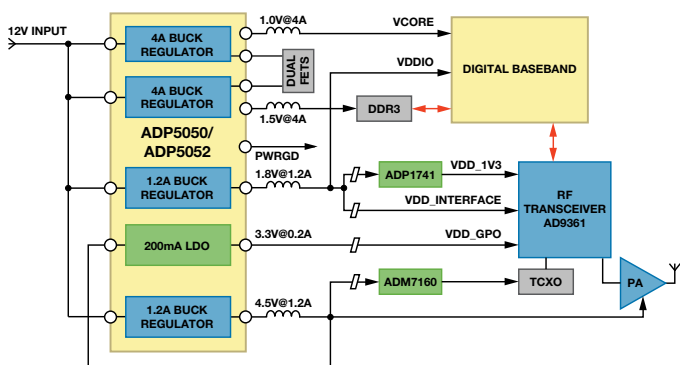 12V INPUT
4A BUCK
REGULATOR
1.0V@4A
VCORE
DUAL
FETS
VDDIO
DIGITAL BASEBAND
4A BUCK
REGULATOR
1.5V@4A
DDR3
ADP5050/
ADP5052
PWRGD
1.2A BUCK
REGULATOR
1.8V@1.2A
ADP1741
VDD_1V3
VDD_INTERFACE
RF
TRANSCEIVER
AD9361
200mA LDO
3.3V@0.2A
VDD_GPO
ADM7160
TCXO
PA
1.2A BUCK
REGULATOR
4.5V@1.2A